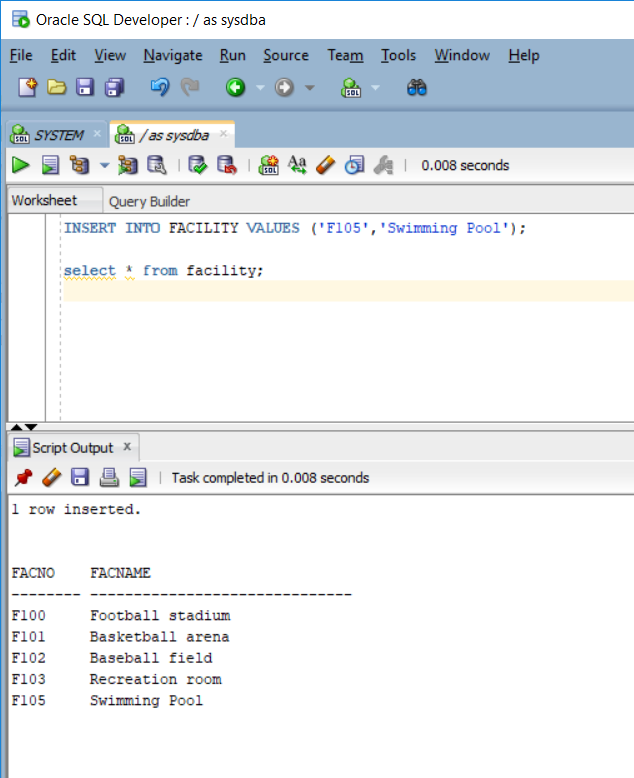 Oracle SQL Developer : / as sysdba
File Edit View Navigate Run Source Team Tools Window Help
SYSTEM / as sysdba
0.008 seconds
Worksheet Query Builder
INSERT INTO FACILITY VALUES ('F105','Swimming Pool');
select * from facility;
Script Output x
Task completed in 0.008 seconds
1 row inserted.
FACNO FACNAME
-------- ------------------------------
F100 Football stadium
F101 Basketball arena
F102 Baseball field
F103 Recreation room
F105 Swimming Pool